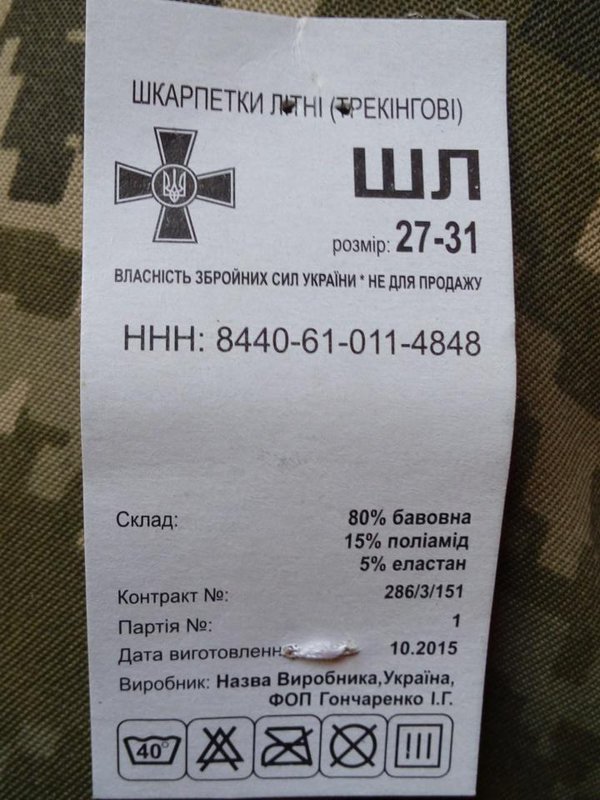 ШКАРПЕТКИ ЛІТНІ (ТРЕКІНГОВІ)
ШЛ
розмір: 27-31
ВЛАСНІСТЬ ЗБРОЙНИХ СИЛ УКРАЇНИ * НЕ ДЛЯ ПРОДАЖУ
ННН: 8440-61-011-4848
Склад: 80% бавовна
15% поліамід
5% еластан
Контракт №: 286/3/151
Партія №: 1
Дата виготовленн 10.2015
Виробник: Назва Виробника,Україна,
ФОП Гончаренко І.Г.
40°